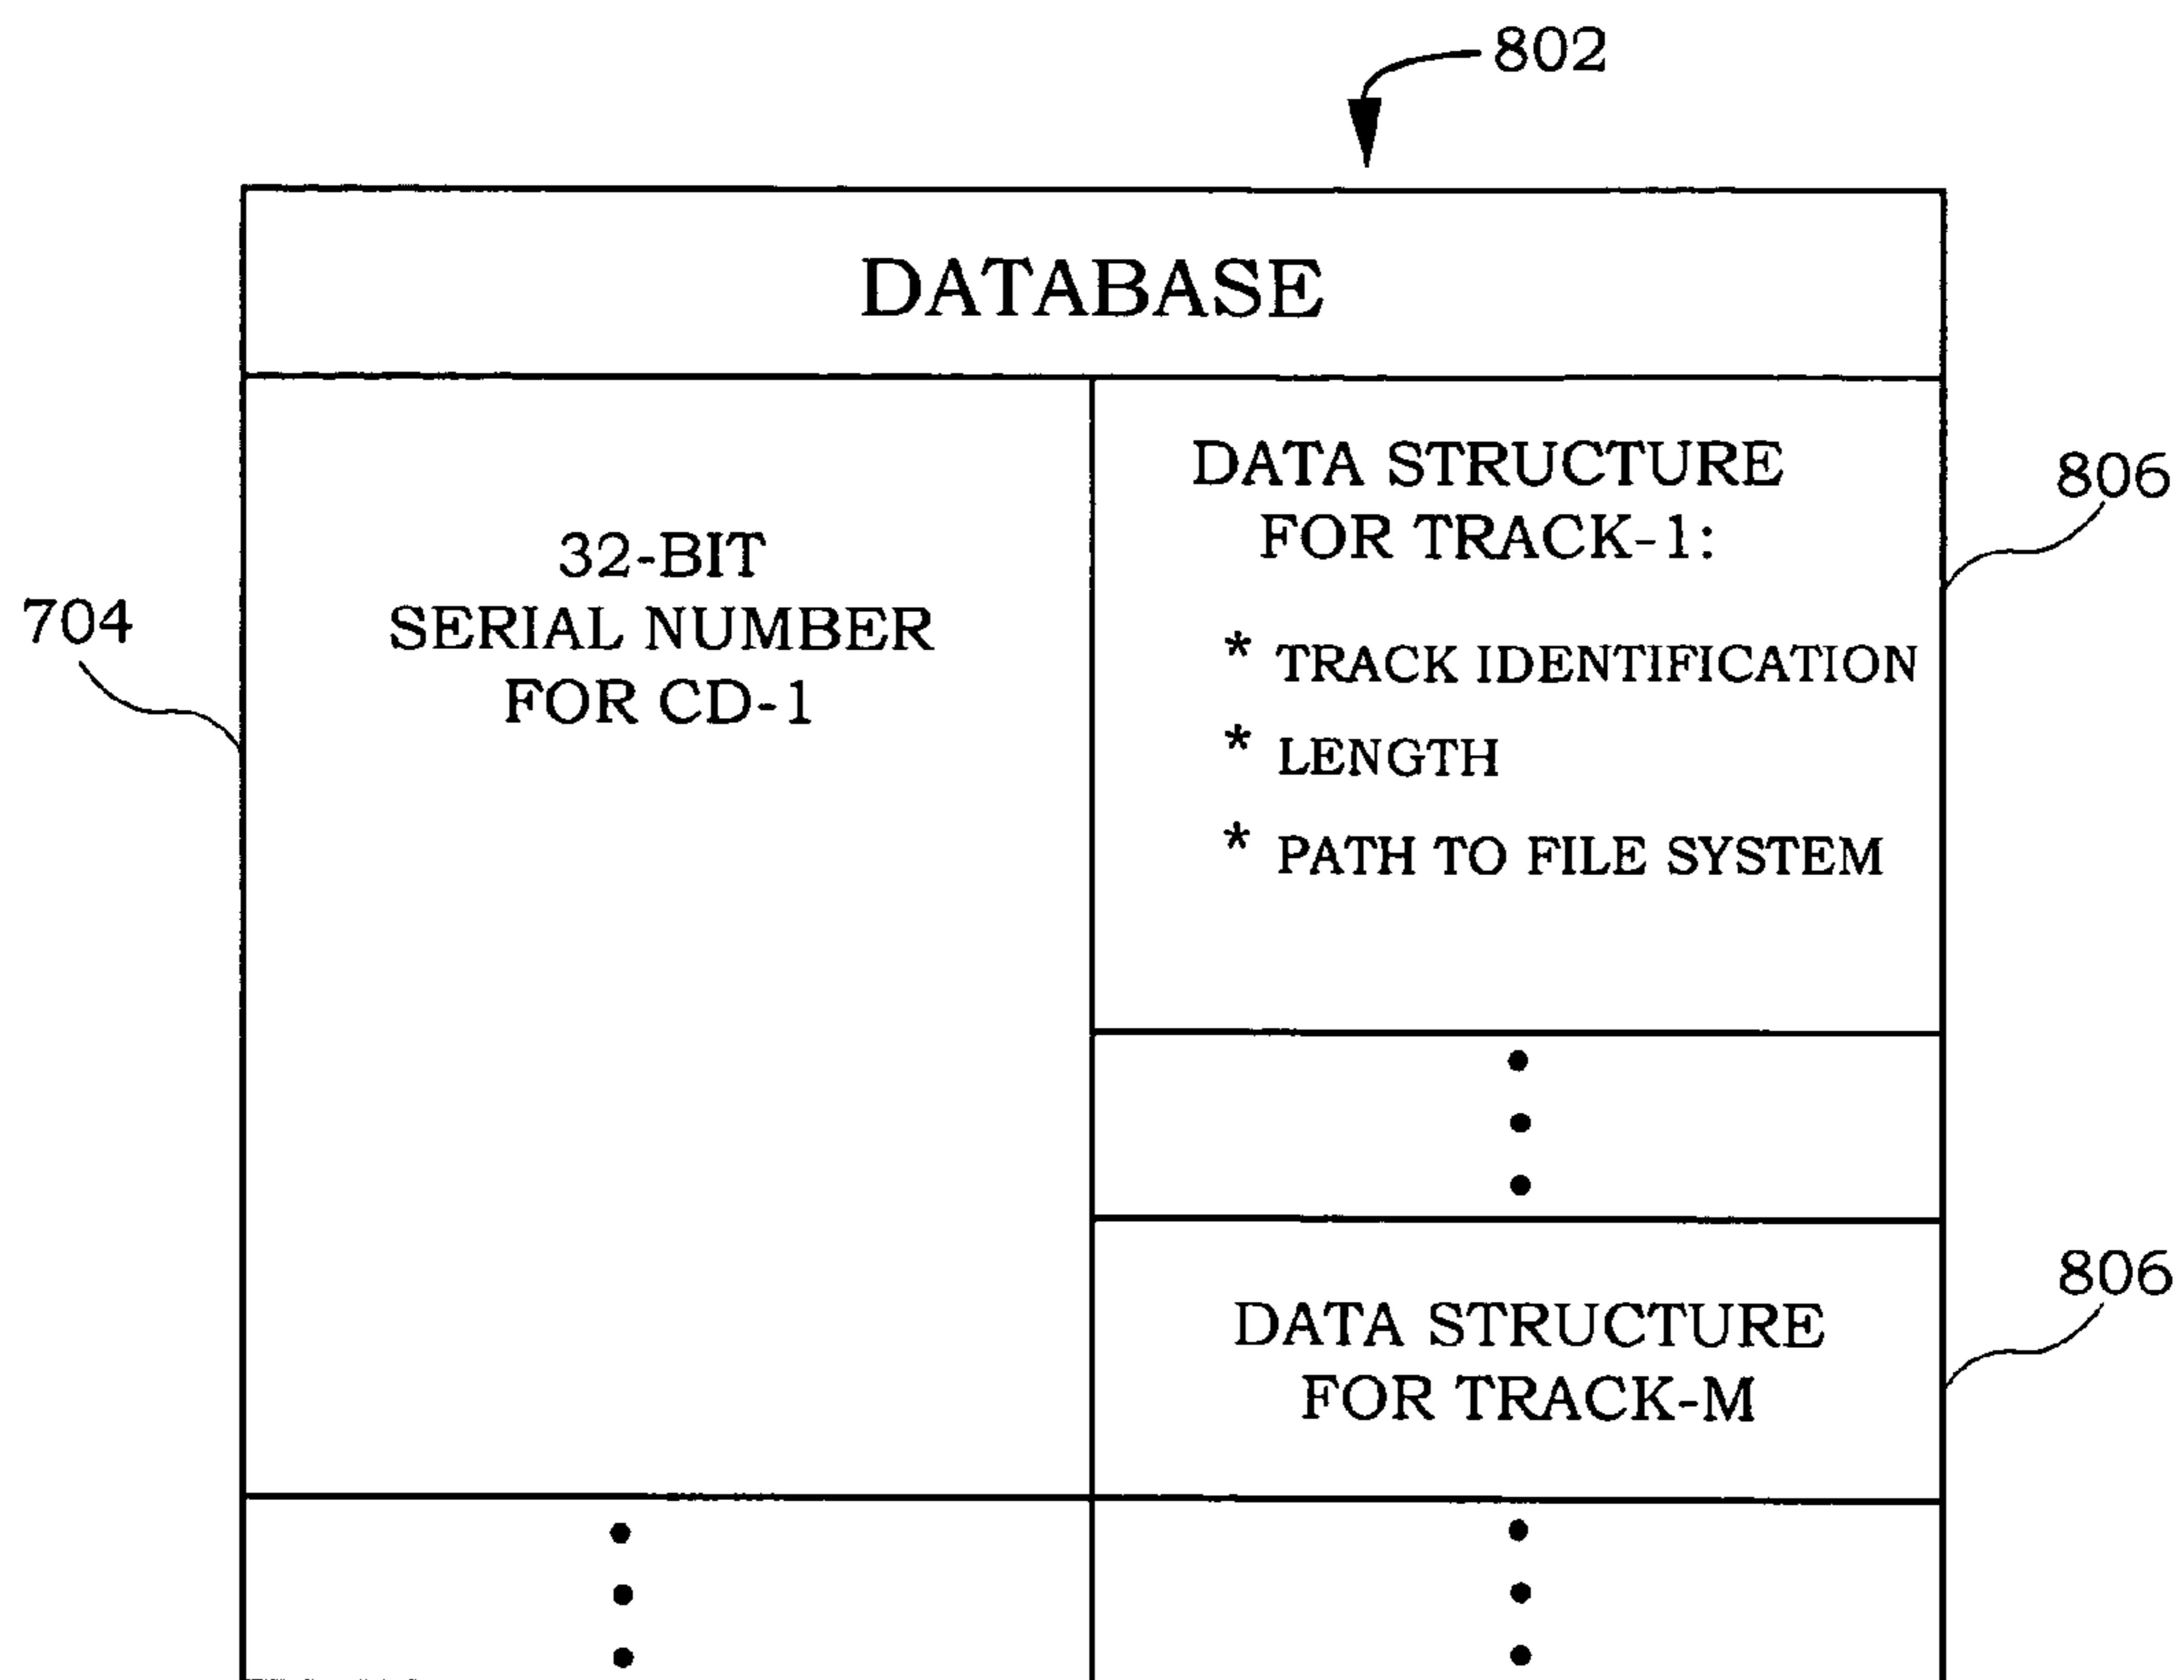 802
DATABASE
32-BIT
SERIAL NUMBER
FOR CD-1
704
DATA STRUCTURE
FOR TRACK-1:
* TRACK IDENTIFICATION
* LENGTH
* PATH TO FILE SYSTEM
806
DATA STRUCTURE
FOR TRACK-M
806